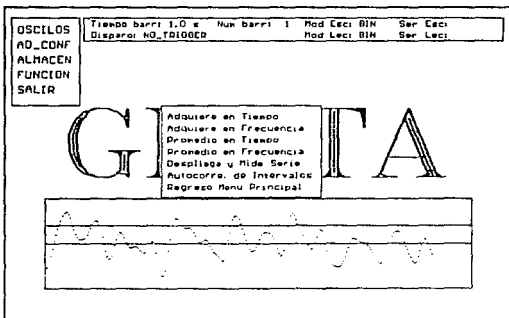 OSCILOS
AD_CONF
ALMACEN
FUNCION
SALIR
Tiempo barr: 1.0 s Num barr: 1 Mod Esc: BIN Ser Esc:
Disparo: NO_TRIGGER Mod Lec: BIN Ser Lec:
Adquiere en Tiempo
Adquiere en Frecuencia
Promedio en Tiempo
Promedio en Frecuencia
Despliega y Mide Serie
Autocorre. de Intervalos
Regreso Menu Principal